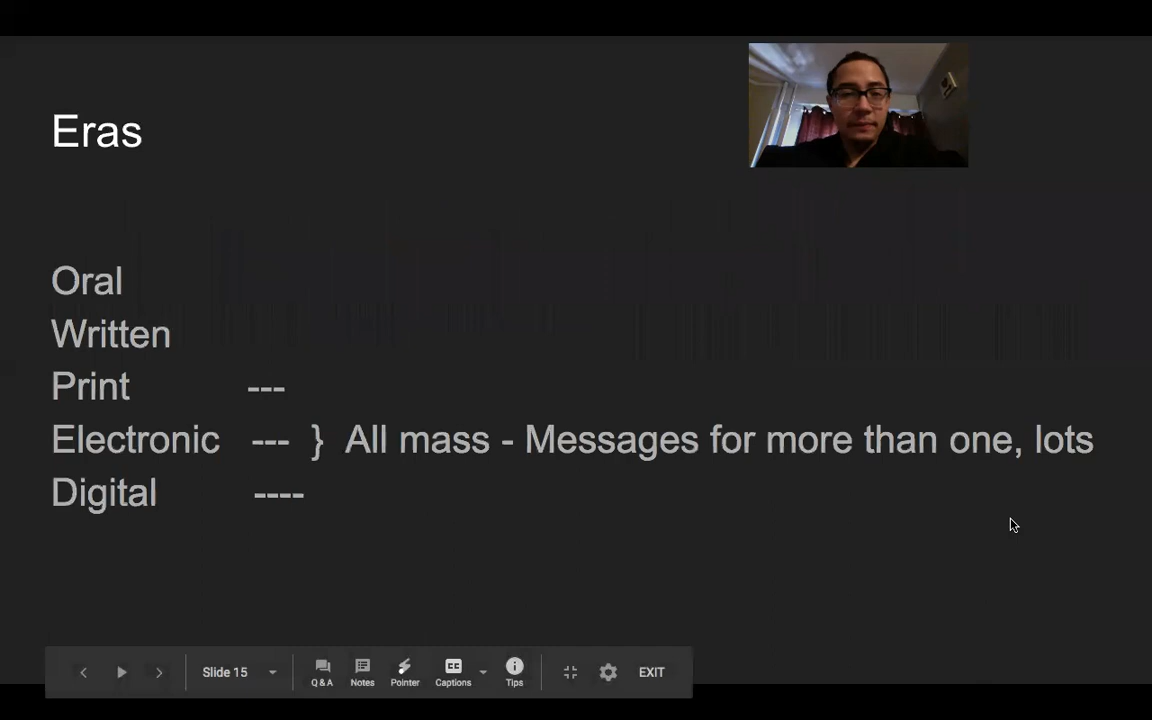 Eras
Oral
Written
Print ---
Electronic --- } All mass - Messages for more than one, lots
Digital ----
Slide 15
Q & A
Notes
Pointer
CC
Captions
Tips
EXIT